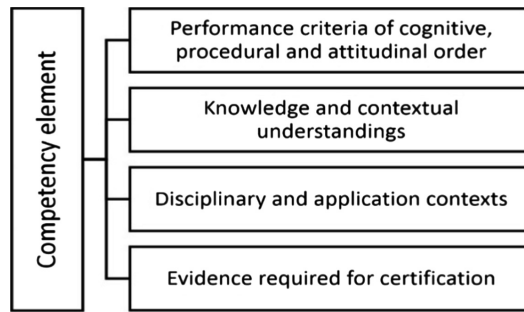 Competency element
Performance criteria of cognitive,
procedural and attitudinal order
Knowledge and contextual
understandings
Disciplinary and application contexts
Evidence required for certification